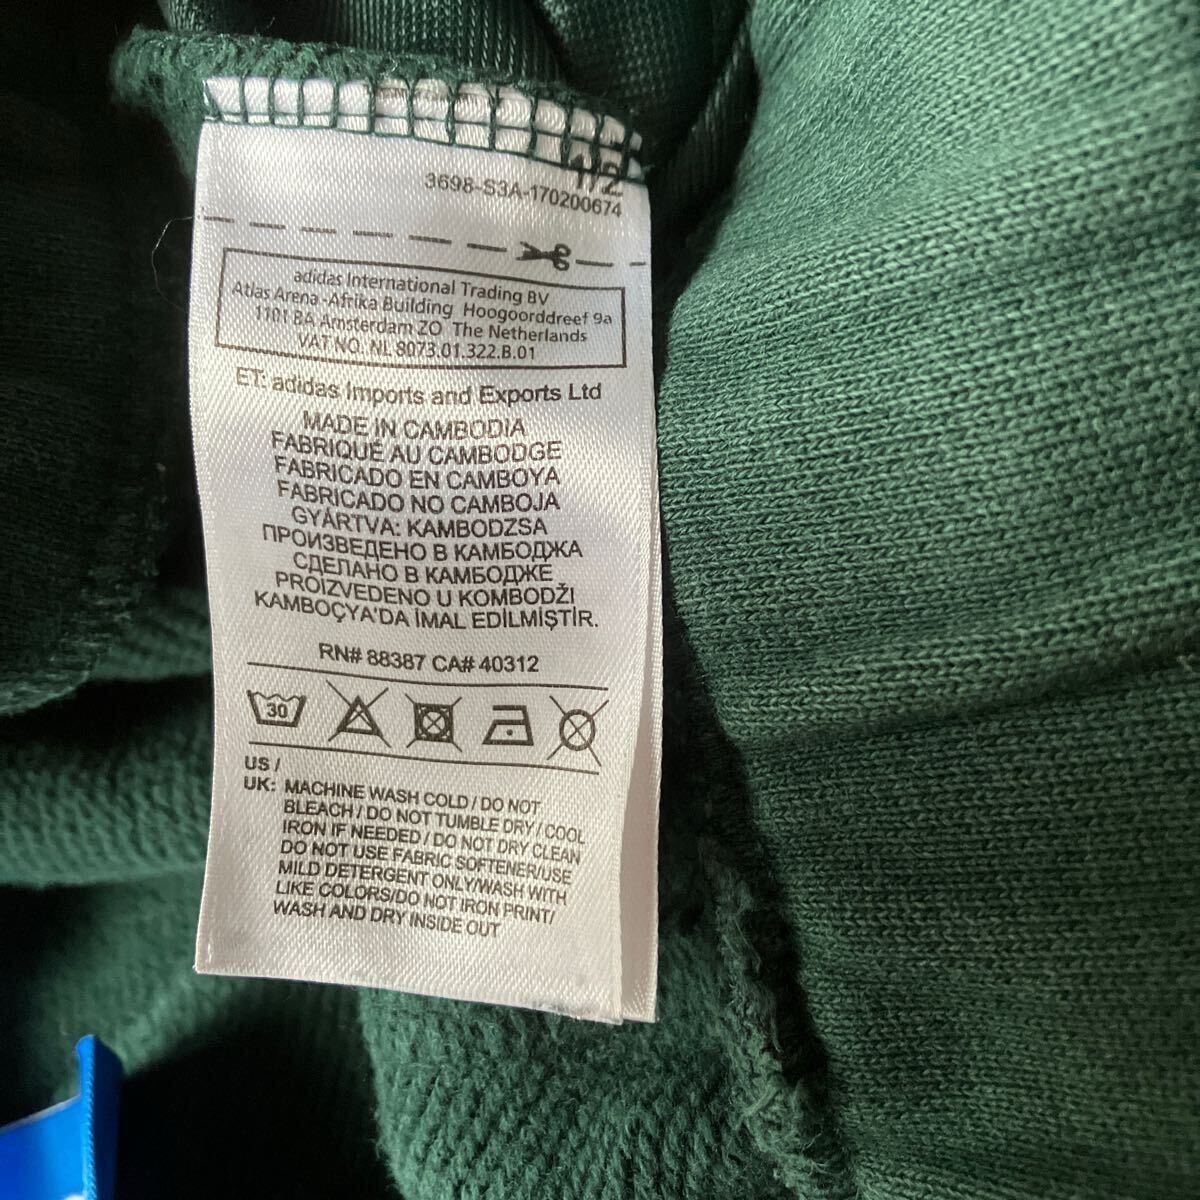 1/2
3698-S3A-170200674
adidas International Trading BV
Atlas Arena -Afrika Building Hoogoorddreef 9a
1101 BA Amsterdam ZO The Netherlands
VAT NO. NL 8073.01.322.B.01
ET: adidas Imports and Exports Ltd
MADE IN CAMBODIA
FABRIQUÉ AU CAMBODGE
FABRICADO EN CAMBOYA
FABRICADO NO CAMBOJA
GYÁRTVA: KAMBODZSA
ПРОИЗВЕДЕНО В КАМБОДЖА
СДЕЛАНО В КАМБОДЖЕ
PROIZVEDENO U KOMBODŽI
KAMBOÇYA'DA İMAL EDİLMİŞTİR.
RN# 88387 CA# 40312
30
US /
UK: MACHINE WASH COLD / DO NOT
BLEACH / DO NOT TUMBLE DRY / COOL
IRON IF NEEDED / DO NOT DRY CLEAN
DO NOT USE FABRIC SOFTENER/USE
MILD DETERGENT ONLY/WASH WITH
LIKE COLORS/DO NOT IRON PRINT/
WASH AND DRY INSIDE OUT